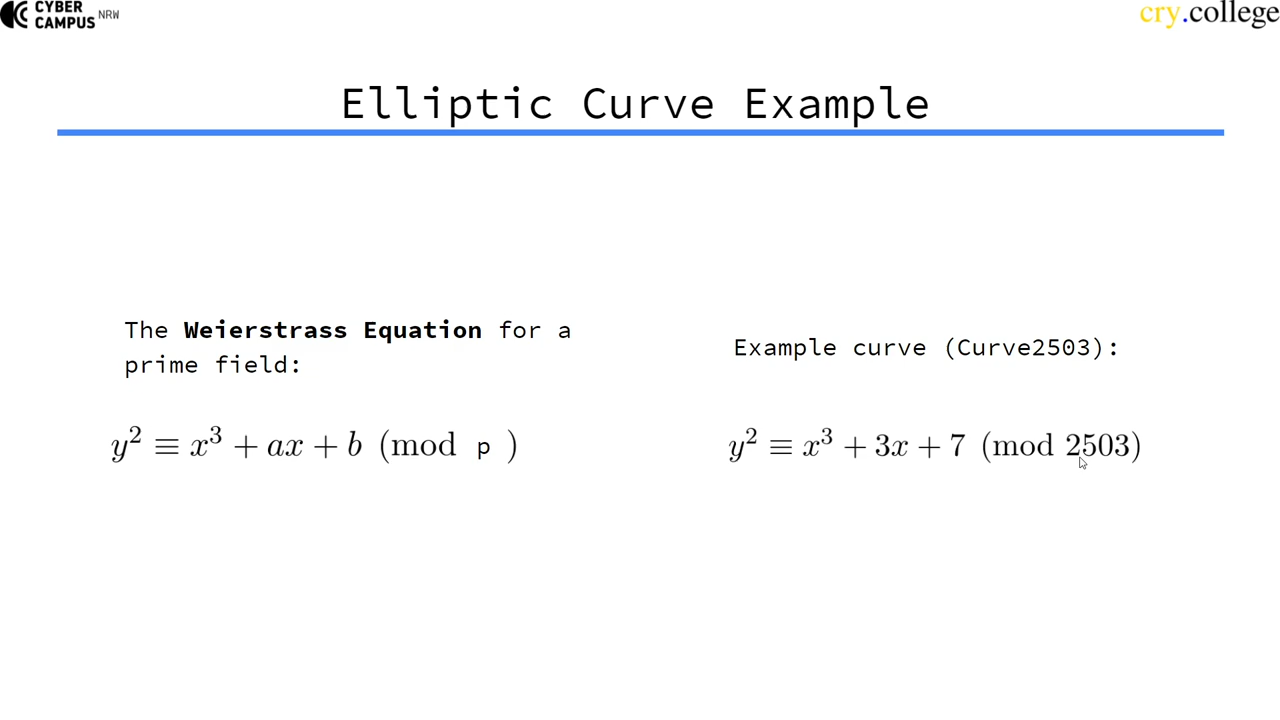 CYBER
CAMPUS NRW
cry.college
Elliptic Curve Example
The Weierstrass Equation for a
prime field:
y² ≡ x³ + ax + b (mod p )
Example curve (Curve2503):
y² ≡ x³ + 3x + 7 (mod 2503)